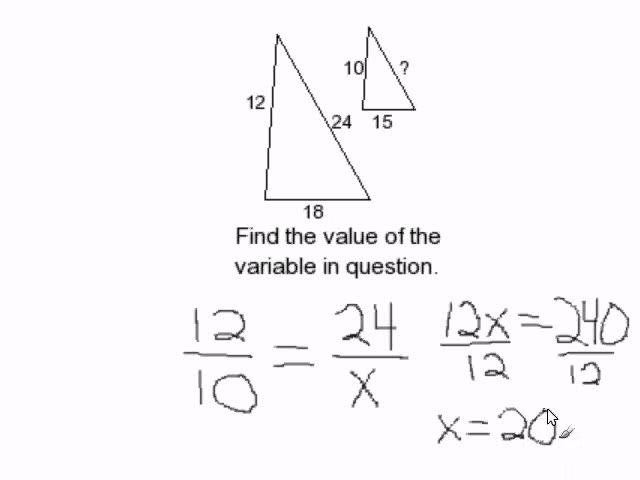 10 ?
12
24 15
18
Find the value of the
variable in question.
12/10 = 24/x
12x/12 = 240/12
x = 20